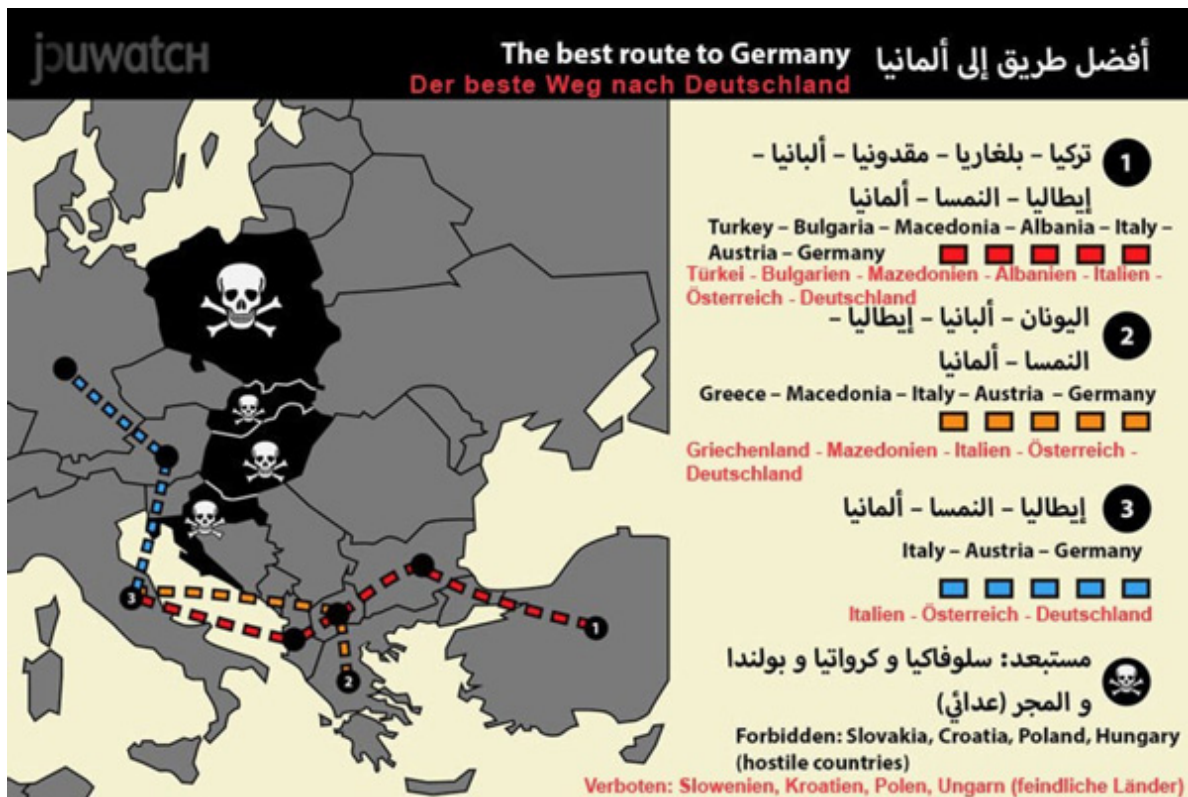 jouwatch
The best route to Germany
أفضل طريق إلى ألمانيا
Der beste Weg nach Deutschland
1
تركيا – بلغاريا – مقدونيا – ألبانيا –
إيطاليا – النمسا – ألمانيا
Turkey – Bulgaria – Macedonia – Albania – Italy –
Austria – Germany
Türkei - Bulgarien - Mazedonien - Albanien - Italien -
Österreich - Deutschland
2
اليونان – ألبانيا – إيطاليا –
النمسا – ألمانيا
Greece – Macedonia – Italy – Austria – Germany
Griechenland - Mazedonien - Italien - Österreich -
Deutschland
3
إيطاليا – النمسا – ألمانيا
Italy – Austria – Germany
Italien - Österreich - Deutschland
مستبعد: سلوفاكيا و كرواتيا و بولندا
و المجر (عدائي)
Forbidden: Slovakia, Croatia, Poland, Hungary
(hostile countries)
Verboten: Slowenien, Kroatien, Polen, Ungarn (feindliche Länder)
3
1
2